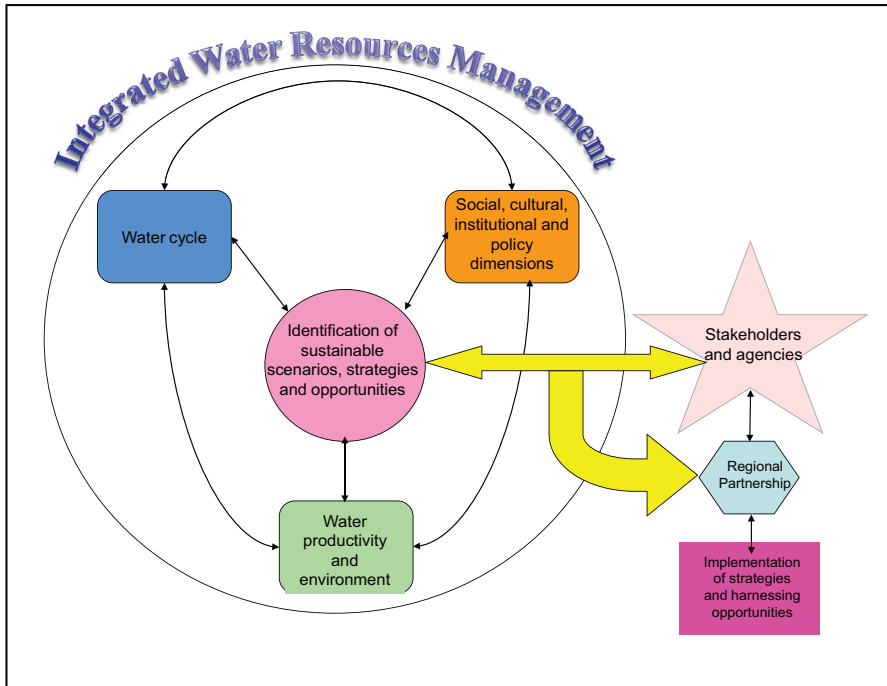 Integrated Water Resources Management
Water cycle
Social, cultural,
institutional and
policy
dimensions
Identification of
sustainable
scenarios, strategies
and opportunities
Stakeholders
and agencies
Regional
Partnership
Water
productivity
and
environment
Implementation
of strategies
and harnessing
opportunities